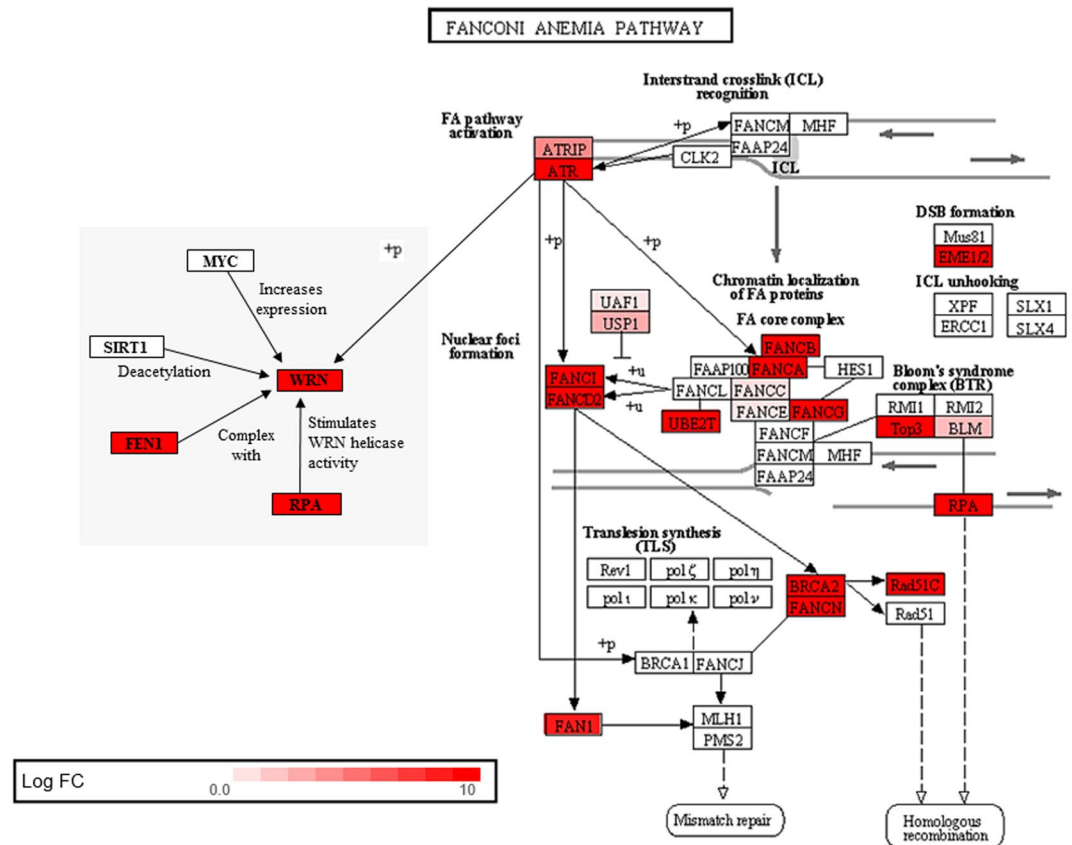 FANCONI ANEMIA PATHWAY
Interstrand crosslink (ICL)
recognition
FA pathway
activation
+p
FANCM
MHF
FAAP24
CLK2
ICL
ATRIP
ATR
DSB formation
Mus81
EME1/2
+p
MYC
Increases
expression
SIRT1
Deacetylation
WRN
FEN1
Complex
with
Stimulates
WRN helicase
activity
RPA
+p
+p
Chromatin localization
of FA proteins
FA core complex
ICL unhooking
XPF
ERCC1
SLX1
SLX4
UAF1
USP1
Nuclear foci
formation
FANCB
FAAP100
FANCA
HES1
+u
FANCI
FANCD2
+u
FANCL
FANCC
FANCE
FANCG
UBE2T
FANCF
FANCM
MHF
FAAP24
Bloom's syndrome
complex (BTR)
RMI1
RMI2
Top3
BLM
RPA
Translesion synthesis
(TLS)
Rev1
pol ζ
pol η
pol ι
pol κ
pol ν
BRCA2
FANCN
Rad51C
Rad51
+p
BRCA1
FANCJ
FAN1
MLH1
PMS2
Log FC
0.0
10
Mismatch repair
Homologous
recombination